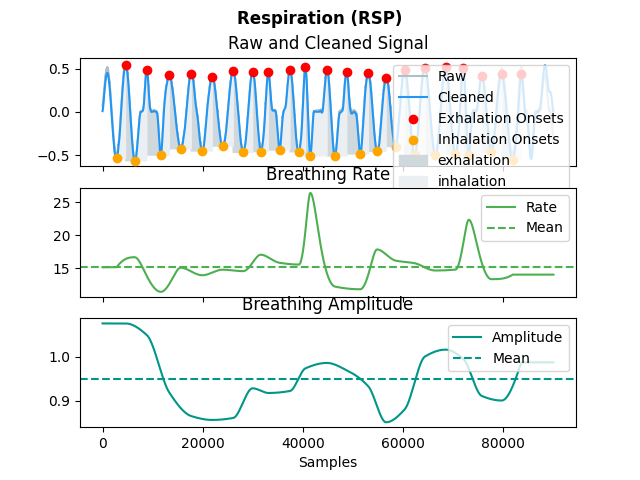 Respiration (RSP)
Raw and Cleaned Signal
0.5
0.0
−0.5
Raw
Cleaned
Exhalation Onsets
Inhalation Onsets
exhalation
inhalation
Breathing Rate
25
20
15
Rate
Mean
Breathing Amplitude
1.0
0.9
Amplitude
Mean
0 20000 40000 60000 80000
Samples